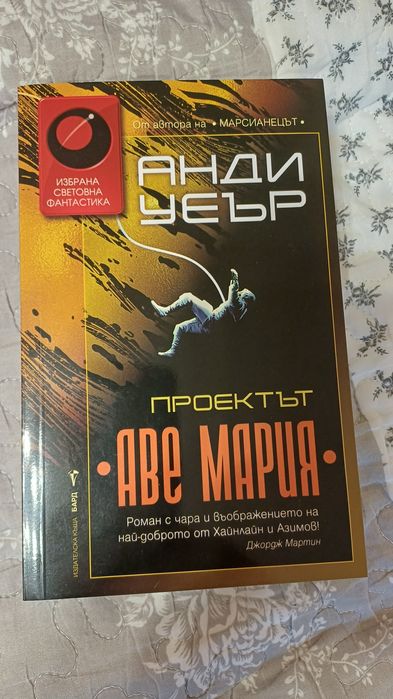 От автора на • МАРСИАНЕЦЪТ •
ИЗБРАНА
СВЕТОВНА
ФАНТАСТИКА
АНДИ
УЕЪР
ПРОЕКТЪТ
• АВЕ МАРИЯ •
Роман с чара и въображението на
най-доброто от Хайнлайн и Азимов!
Джордж Мартин
ИЗДАТЕЛСКА КЪЩА БАРД